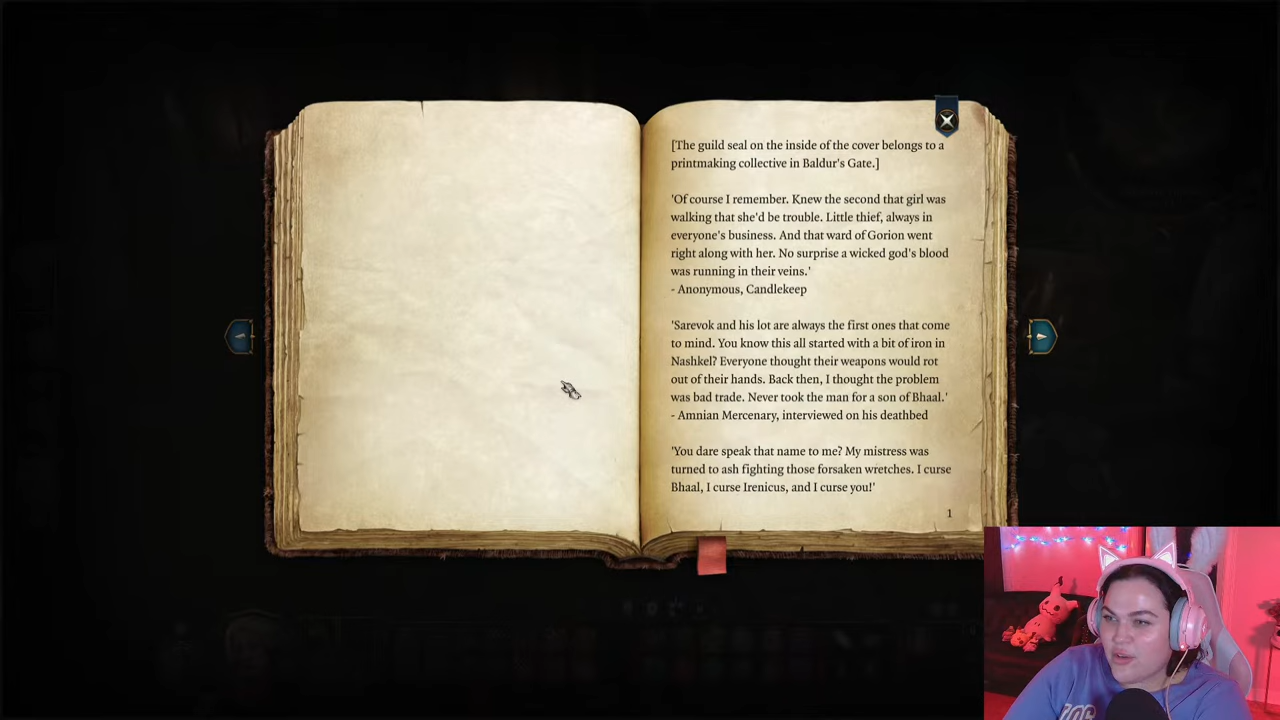 [The guild seal on the inside of the cover belongs to a
printmaking collective in Baldur's Gate.]
'Of course I remember. Knew the second that girl was
walking that she'd be trouble. Little thief, always in
everyone's business. And that ward of Gorion went
right along with her. No surprise a wicked god's blood
was running in their veins.'
- Anonymous, Candlekeep
'Sarevok and his lot are always the first ones that come
to mind. You know this all started with a bit of iron in
Nashkel? Everyone thought their weapons would rot
out of their hands. Back then, I thought the problem
was bad trade. Never took the man for a son of Bhaal.'
- Amnian Mercenary, interviewed on his deathbed
'You dare speak that name to me? My mistress was
turned to ash fighting those forsaken wretches. I curse
Bhaal, I curse Irenicus, and I curse you!'
1